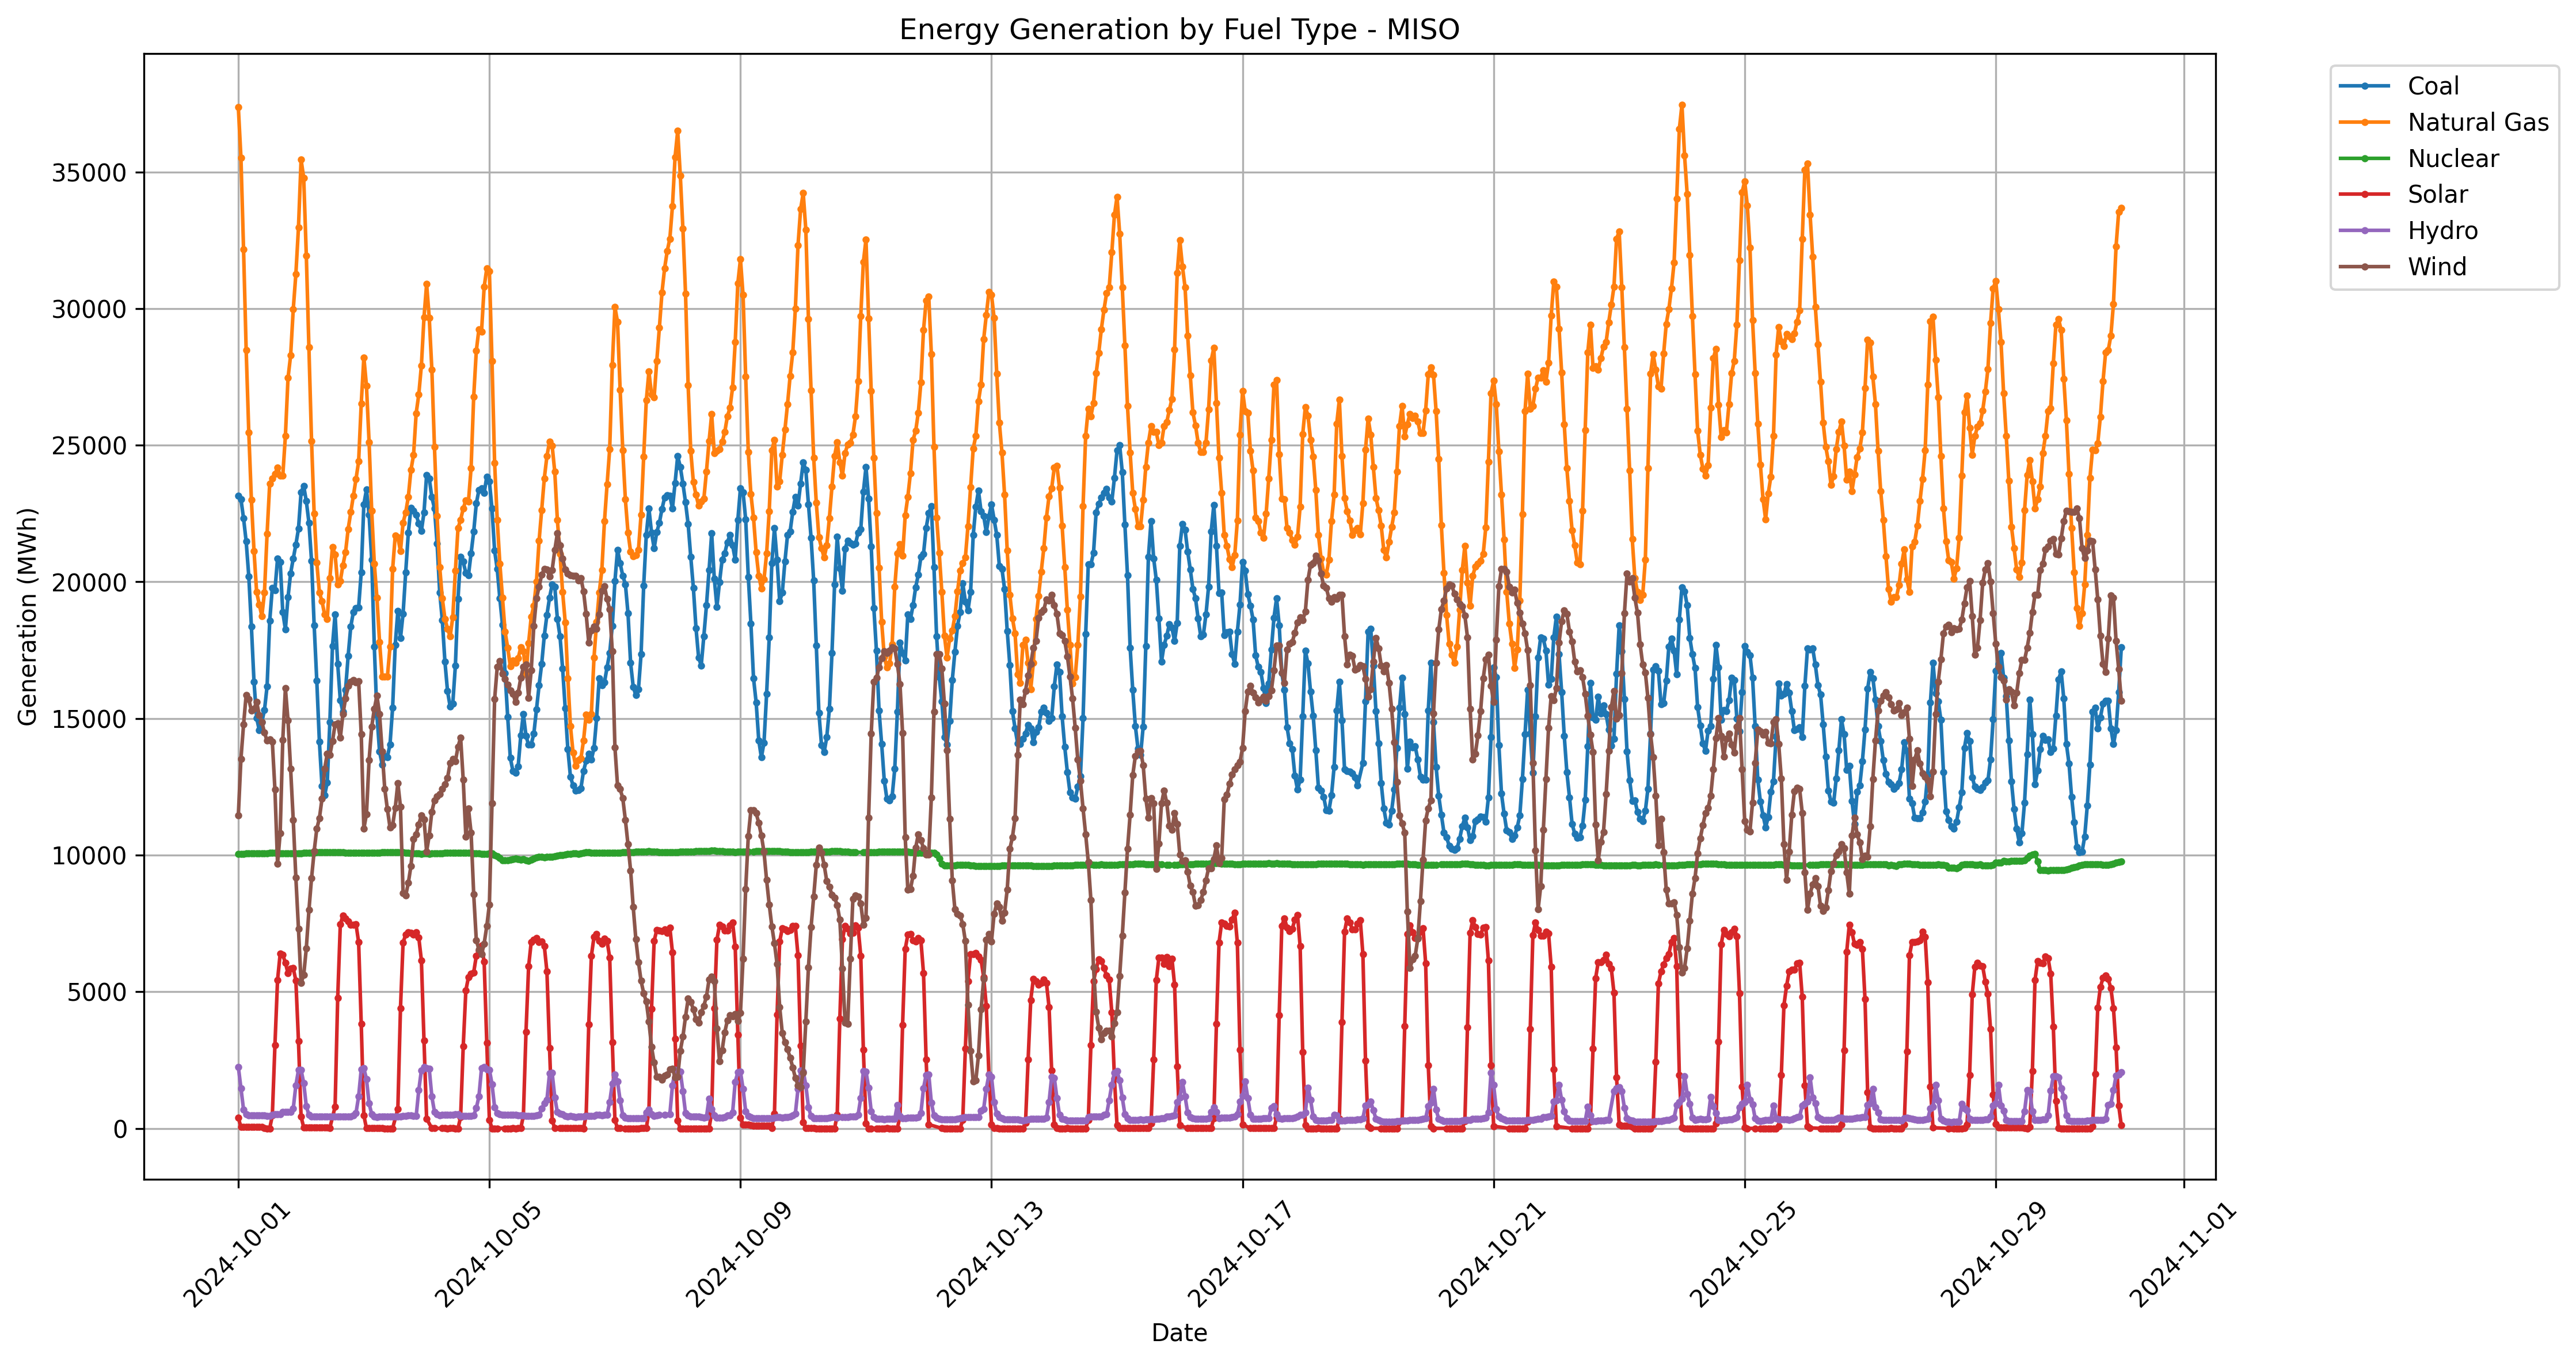 Energy Generation by Fuel Type - MISO
Coal
Natural Gas
Nuclear
Solar
Hydro
Wind
Generation (MWh)
35000
30000
25000
20000
15000
10000
5000
0
2024-10-01
2024-10-05
2024-10-09
2024-10-13
2024-10-17
2024-10-21
2024-10-25
2024-10-29
2024-11-01
Date